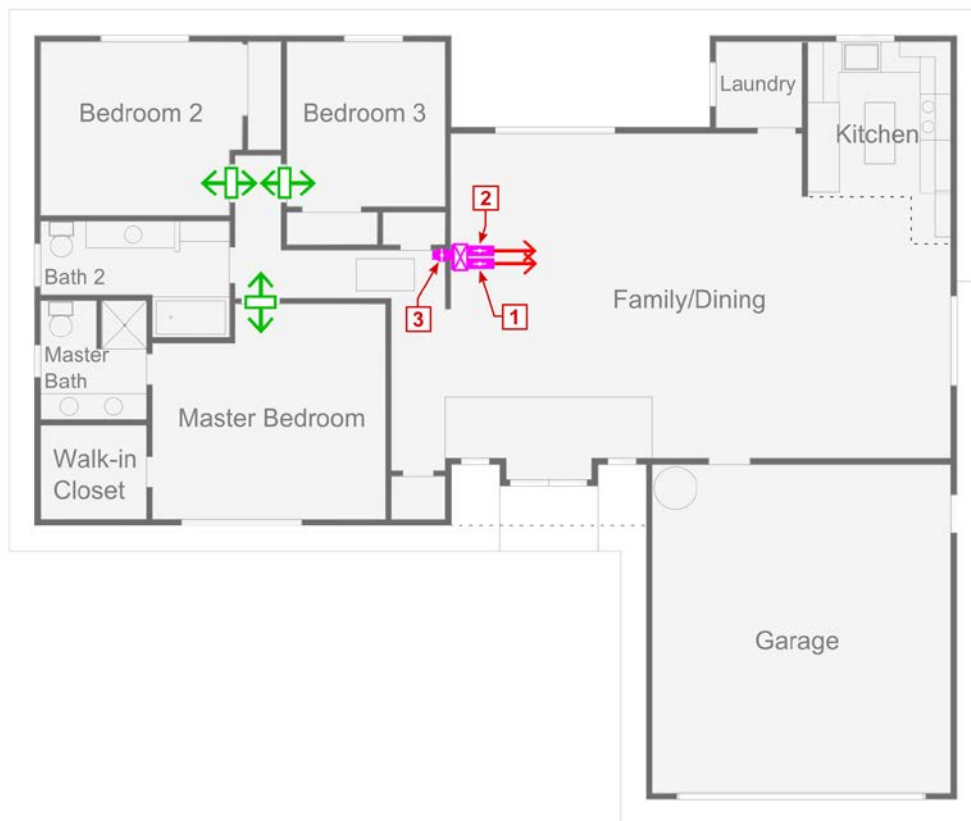 Bedroom 2
Bedroom 3
Laundry
Kitchen
2
Bath 2
3
1
Family/Dining
Master
Bath
Master Bedroom
Walk-in
Closet
Garage